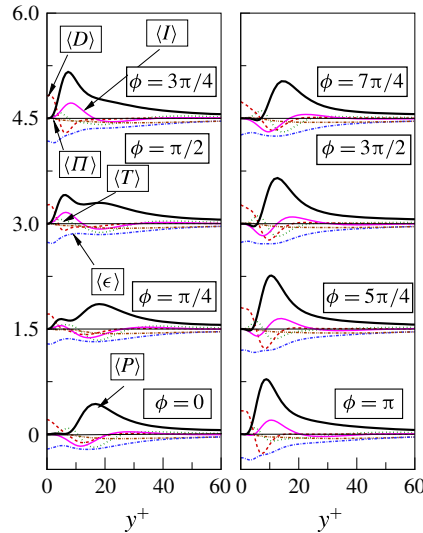 6.0
⟨D⟩
⟨I⟩
ϕ = 3π/4
ϕ = 7π/4
4.5
⟨Π⟩
ϕ = π/2
ϕ = 3π/2
⟨T⟩
3.0
⟨ϵ⟩
ϕ = π/4
ϕ = 5π/4
1.5
⟨P⟩
ϕ = 0
ϕ = π
0
0 20 40 60 0 20 40 60
y⁺ y⁺